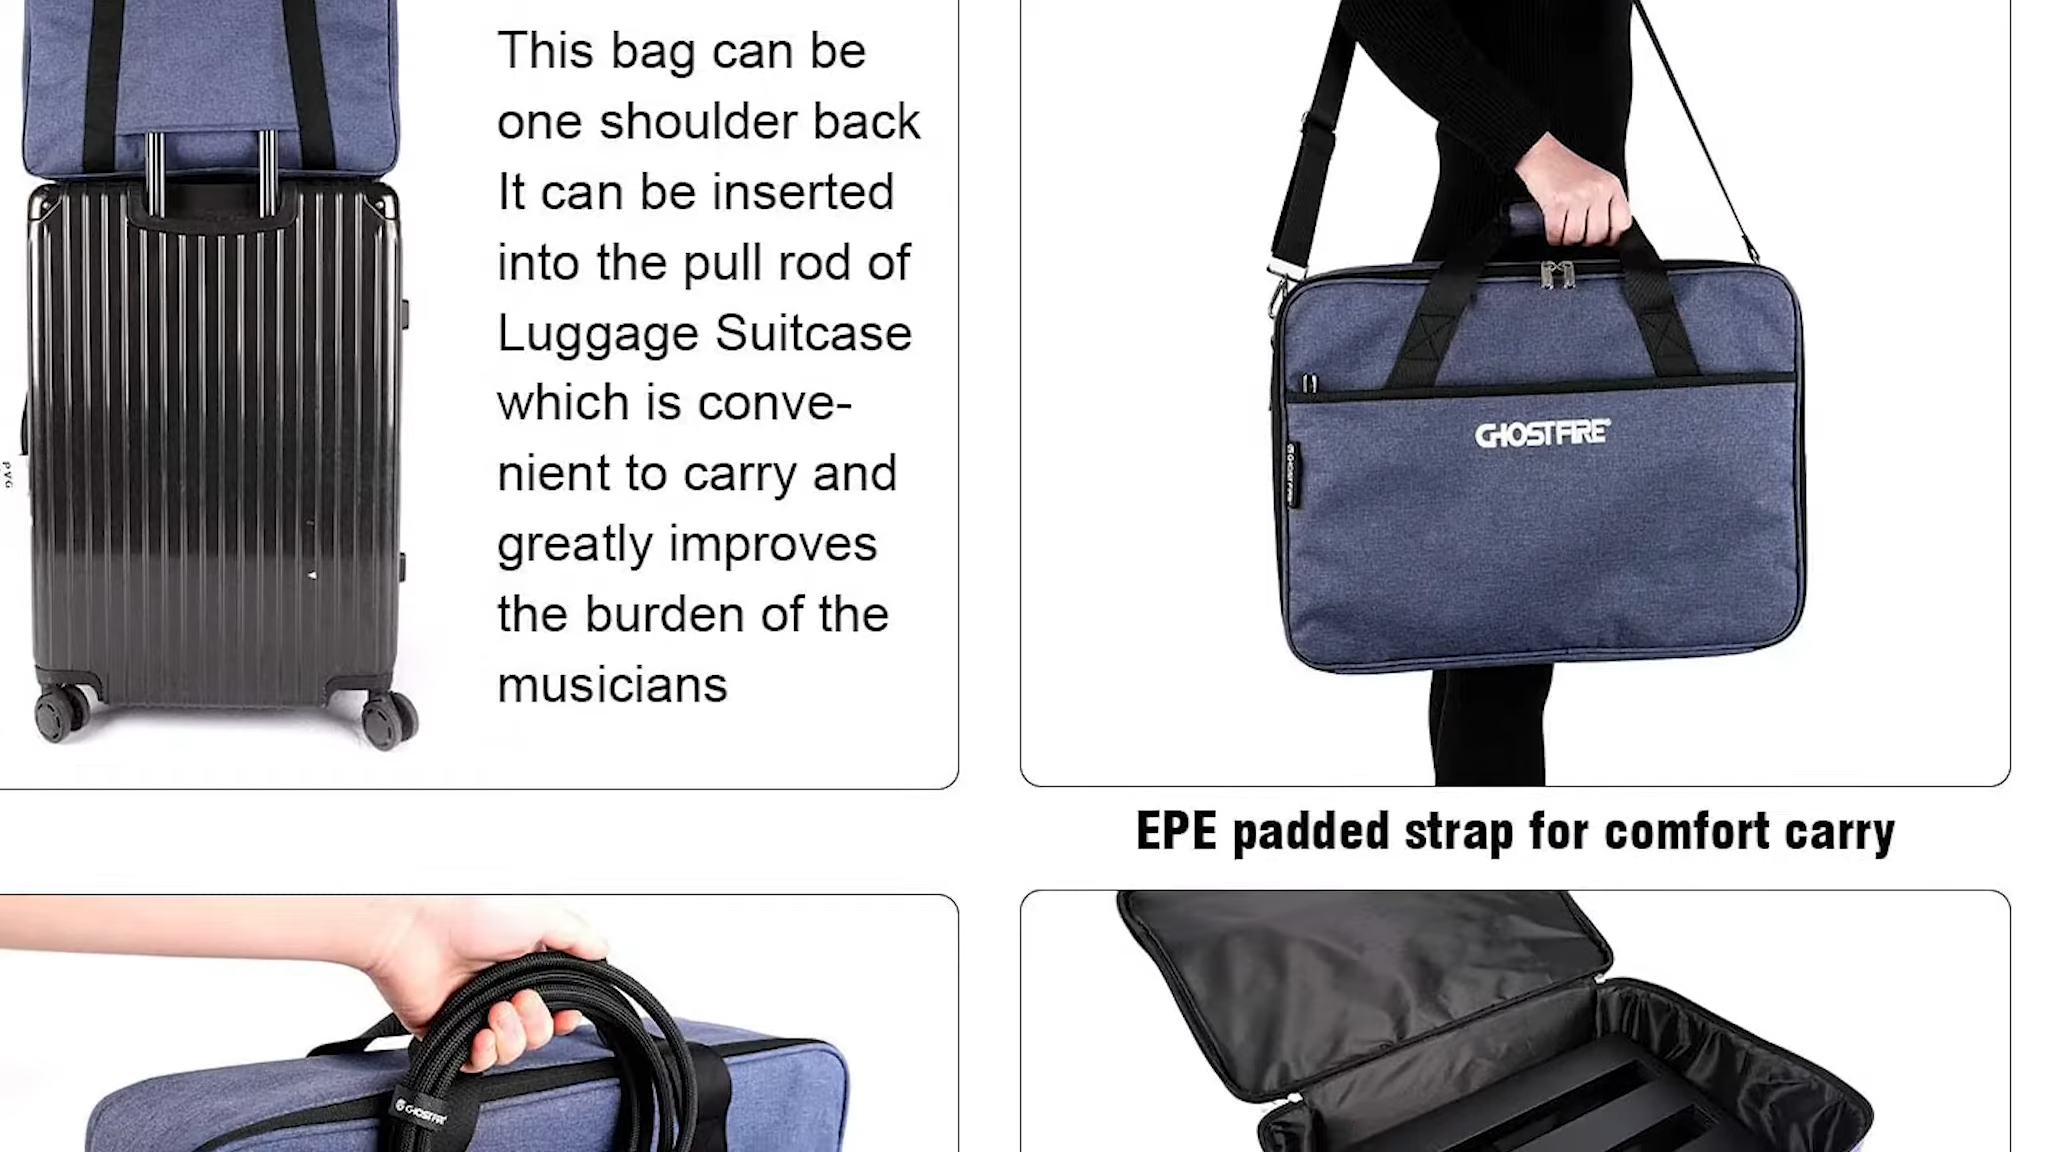 This bag can be
one shoulder back
It can be inserted
into the pull rod of
Luggage Suitcase
which is conve-
nient to carry and
greatly improves
the burden of the
musicians
GHOSTFIRE
EPE padded strap for comfort carry
GHOSTFIRE
PVG